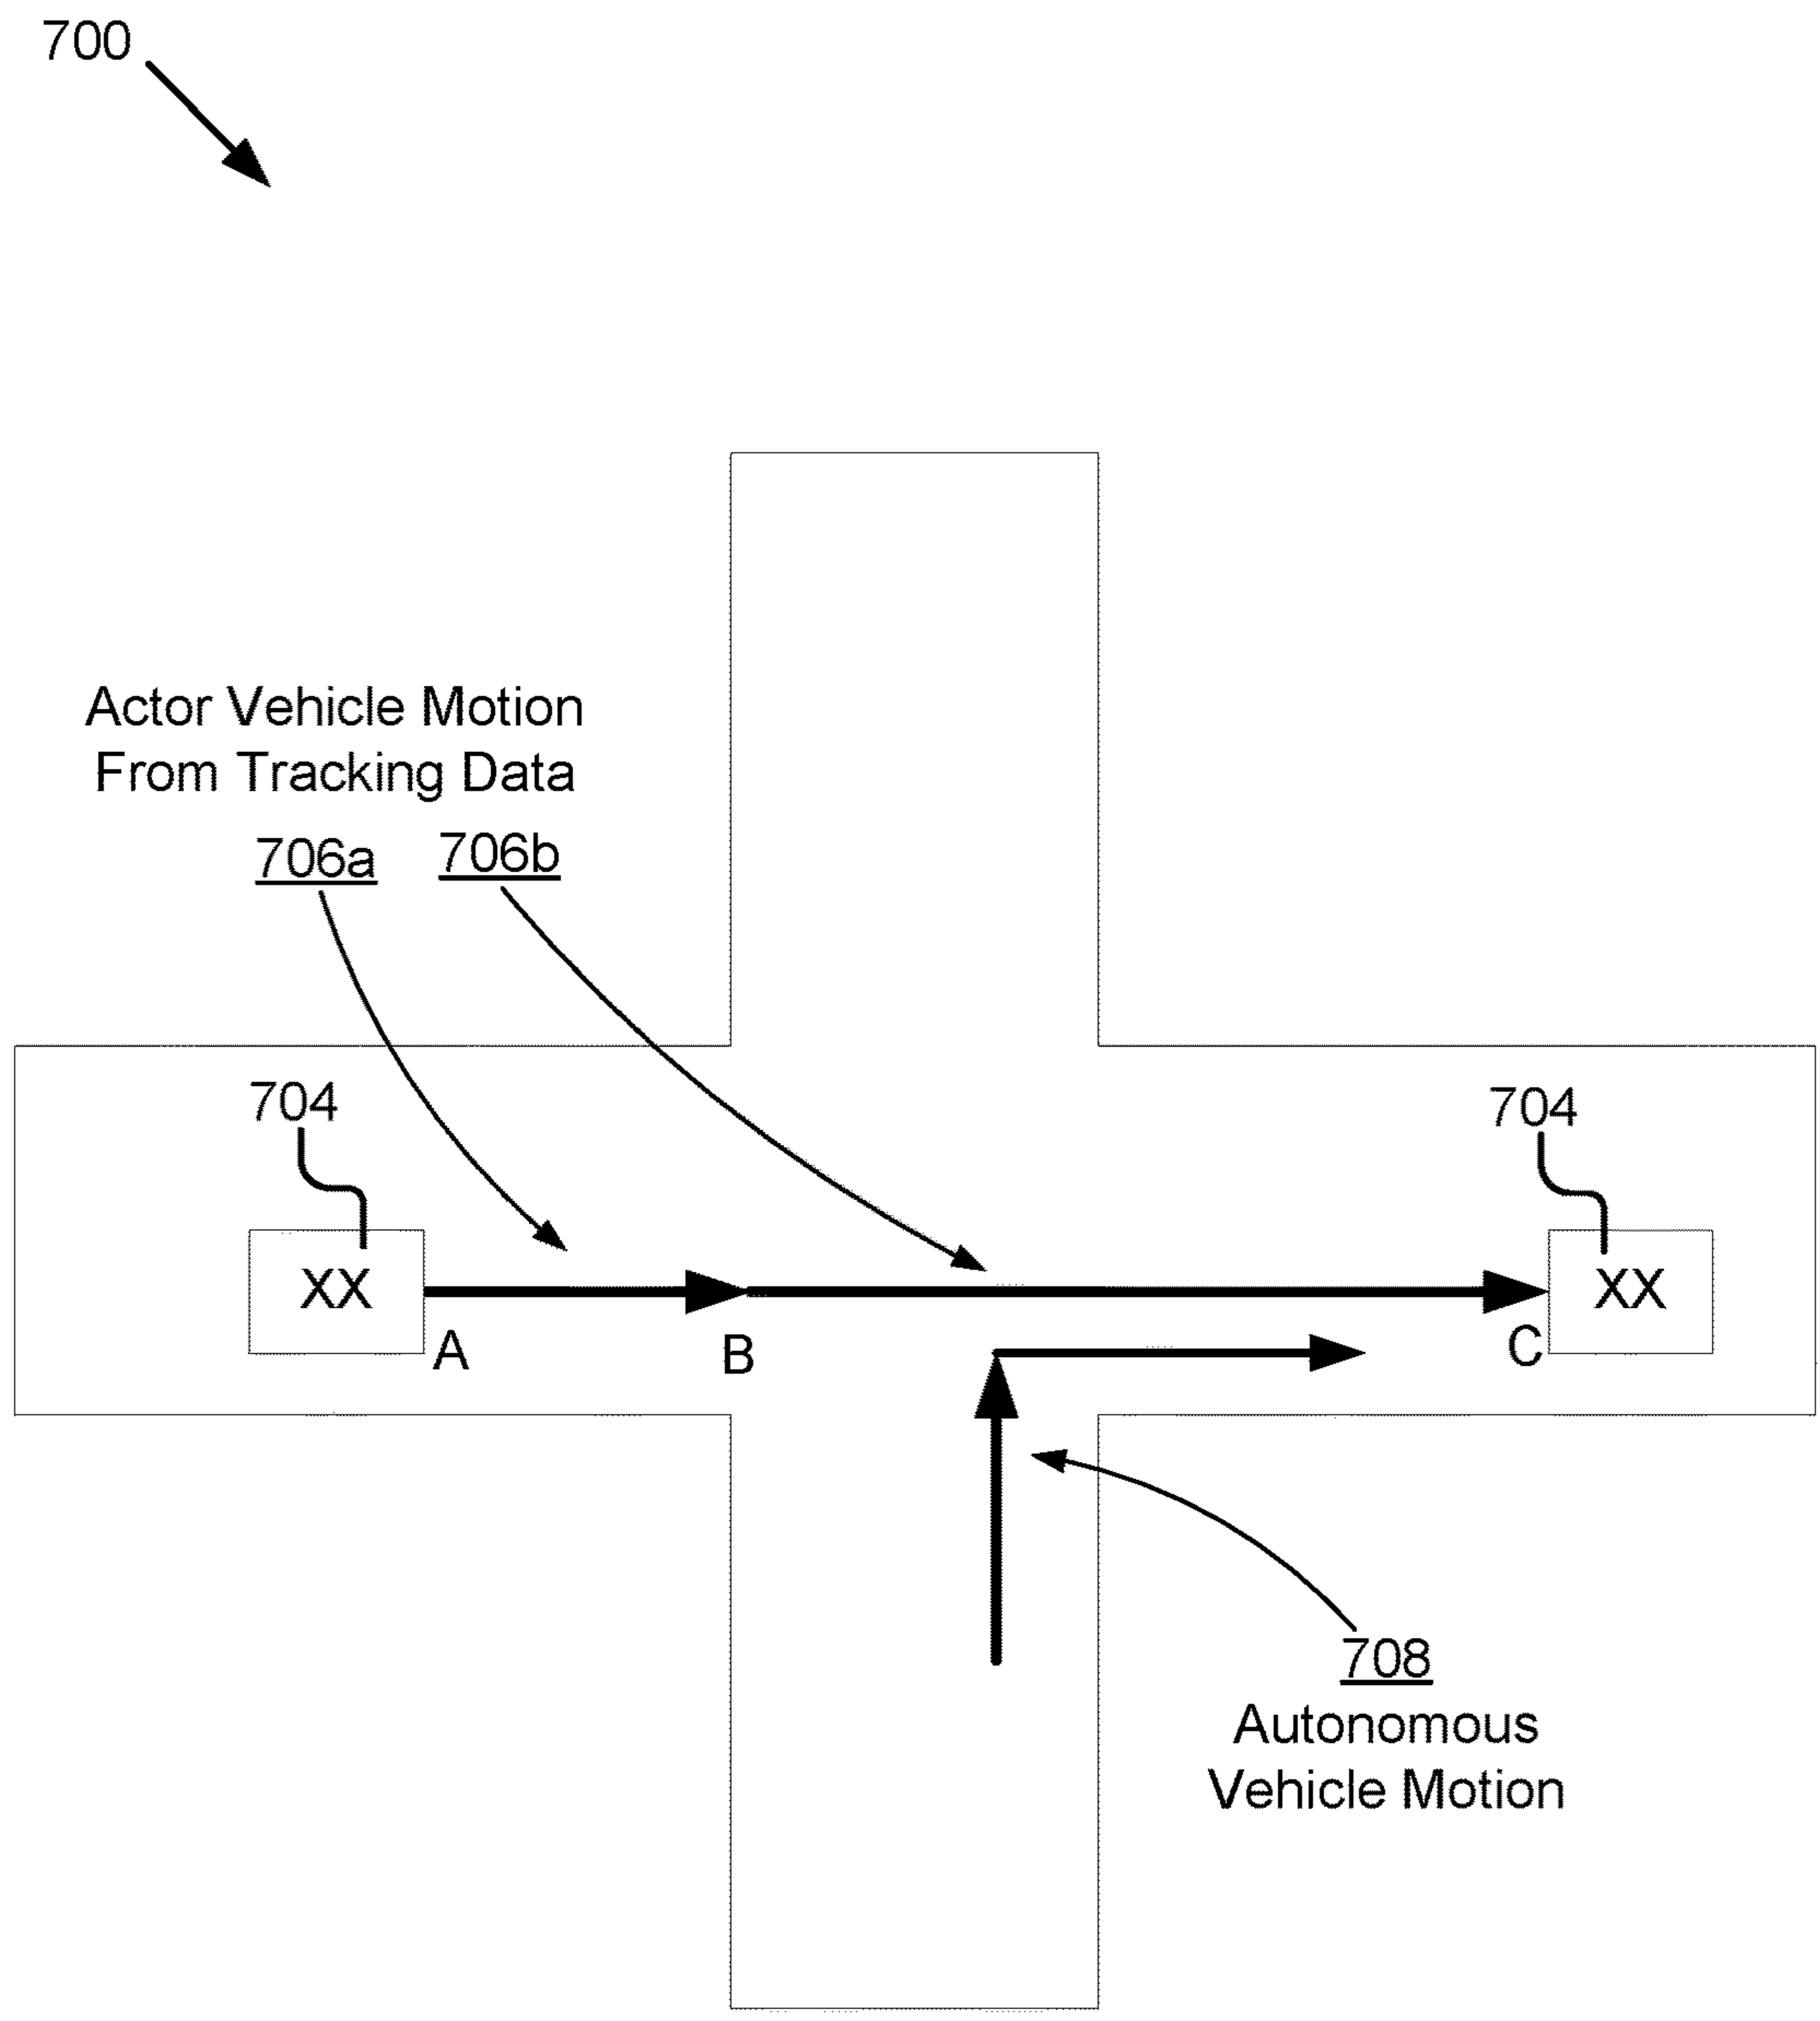 700
Actor Vehicle Motion
From Tracking Data
706a 706b
704 704
XX XX
A B C
708
Autonomous
Vehicle Motion